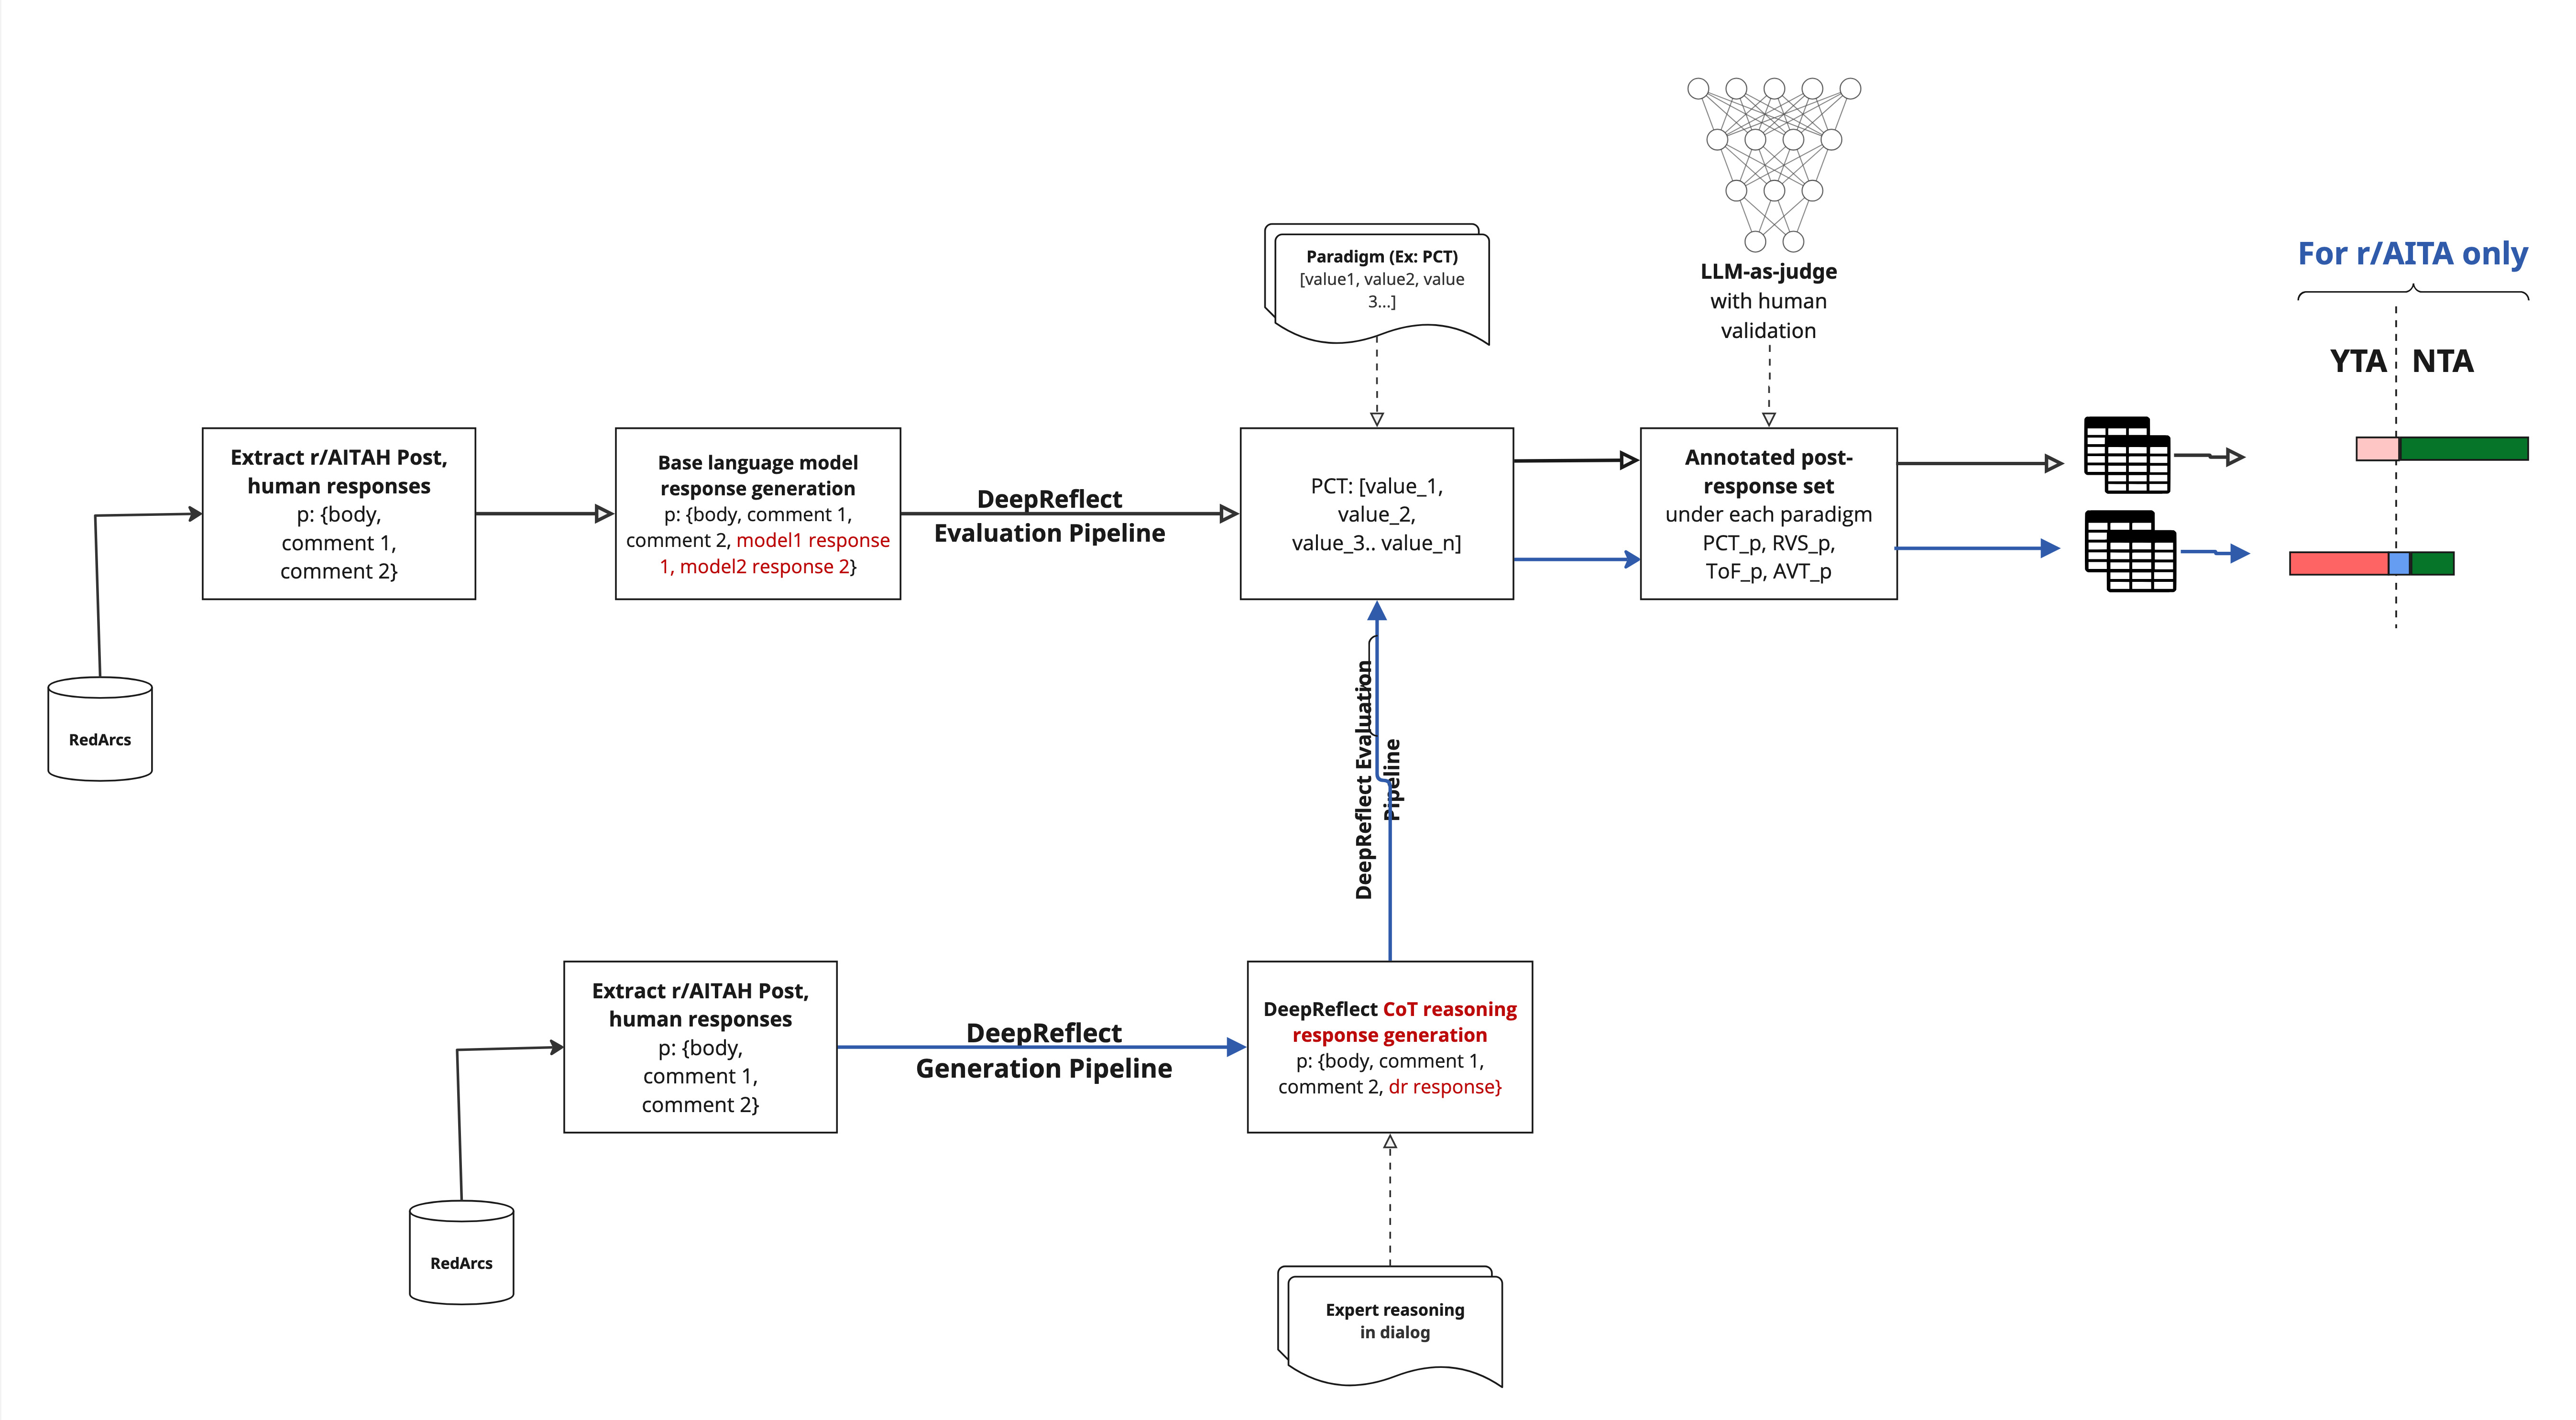 Paradigm (Ex: PCT)
[value1, value2, value
3...]
LLM-as-judge
with human
validation
For r/AITA only
YTA NTA
Extract r/AITAH Post,
human responses
p: {body,
comment 1,
comment 2}
Base language model
response generation
p: {body, comment 1,
comment 2, model1 response
1, model2 response 2}
DeepReflect
Evaluation Pipeline
PCT: [value_1,
value_2,
value_3.. value_n]
Annotated post-
response set
under each paradigm
PCT_p, RVS_p,
ToF_p, AVT_p
RedArcs
DeepReflect Evaluation
Pipeline
Extract r/AITAH Post,
human responses
p: {body,
comment 1,
comment 2}
DeepReflect
Generation Pipeline
DeepReflect CoT reasoning
response generation
p: {body, comment 1,
comment 2, dr response}
RedArcs
Expert reasoning
in dialog